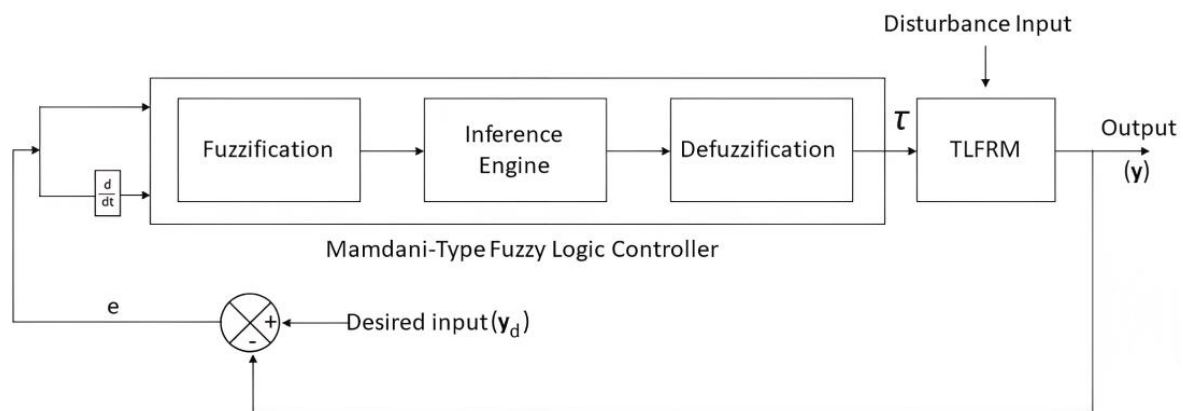 Disturbance Input
Fuzzification
Inference
Engine
Defuzzification
τ
TLFRM
Output
(y)
d
dt
Mamdani-Type Fuzzy Logic Controller
e
+
-
Desired input(y_d)